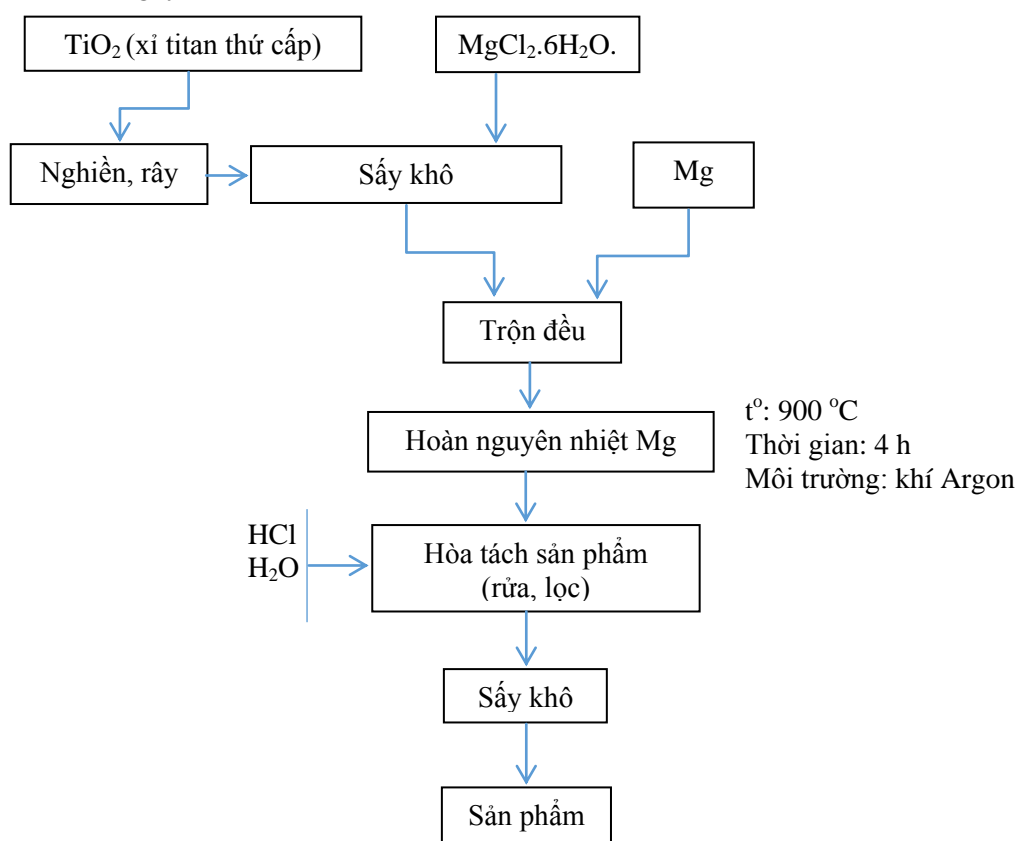 TiO₂ (xỉ titan thứ cấp)
MgCl₂.6H₂O.
Nghiền, rây
Sấy khô
Mg
Trộn đều
Hoàn nguyên nhiệt Mg
tº: 900 ºC
Thời gian: 4 h
Môi trường: khí Argon
HCl
H₂O
Hòa tách sản phẩm
(rửa, lọc)
Sấy khô
Sản phẩm